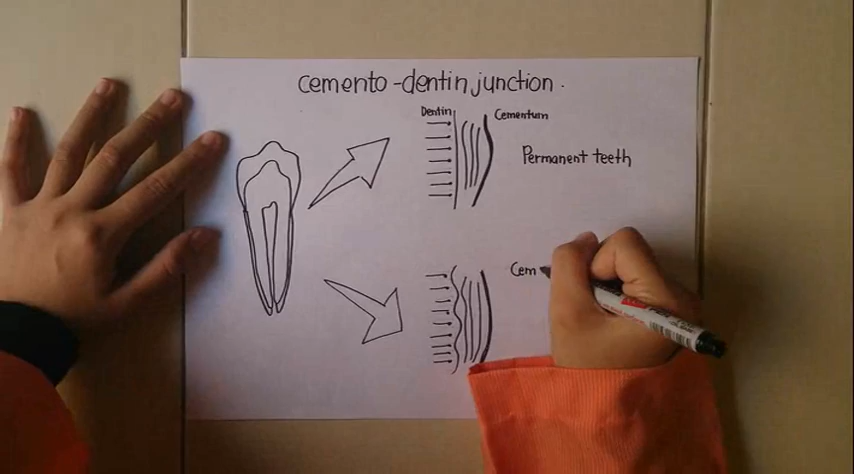 cemento-dentin junction.
Dentin
Cementum
Permanent teeth
Cem